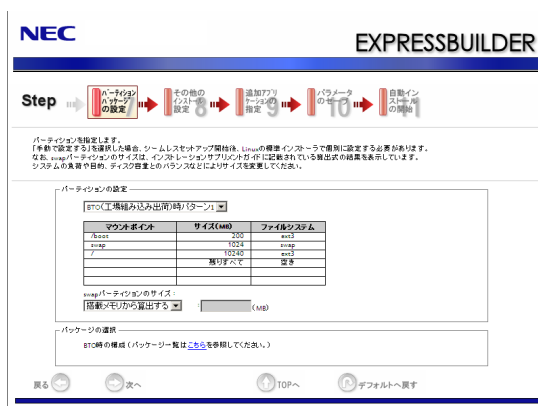 NEC
EXPRESSBUILDER
Step
パーティション
パッケージ
の設定 7
その他の
インストール
設定 8
追加アプリ
ケーションの
指定 9
パラメータ
のセーブ 10
自動イン
ストール
の開始 11
パーティションを指定します。
「手動で設定する」を選択した場合、シームレスセットアップ開始後、Linuxの標準インストーラで個別に設定する必要があります。
なお、swapパーティションのサイズは、インストレーションサプリメントガイドに記載されている算出式の結果を表示しています。
システムの負荷や目的、ディスク容量とのバランスなどによりサイズを変更してください。
パーティションの設定
BTO(工場組み込み出荷)時パターン1
マウントポイント サイズ(MB) ファイルシステム
/boot 200 ext3
swap 1024 swap
/ 10240 ext3
残りすべて 空き
swapパーティションのサイズ：
搭載メモリから算出する : (MB)
パッケージの選択
BTO時の構成（パッケージ一覧はこちらを参照してください。）
戻る 次へ TOPへ デフォルトへ戻す